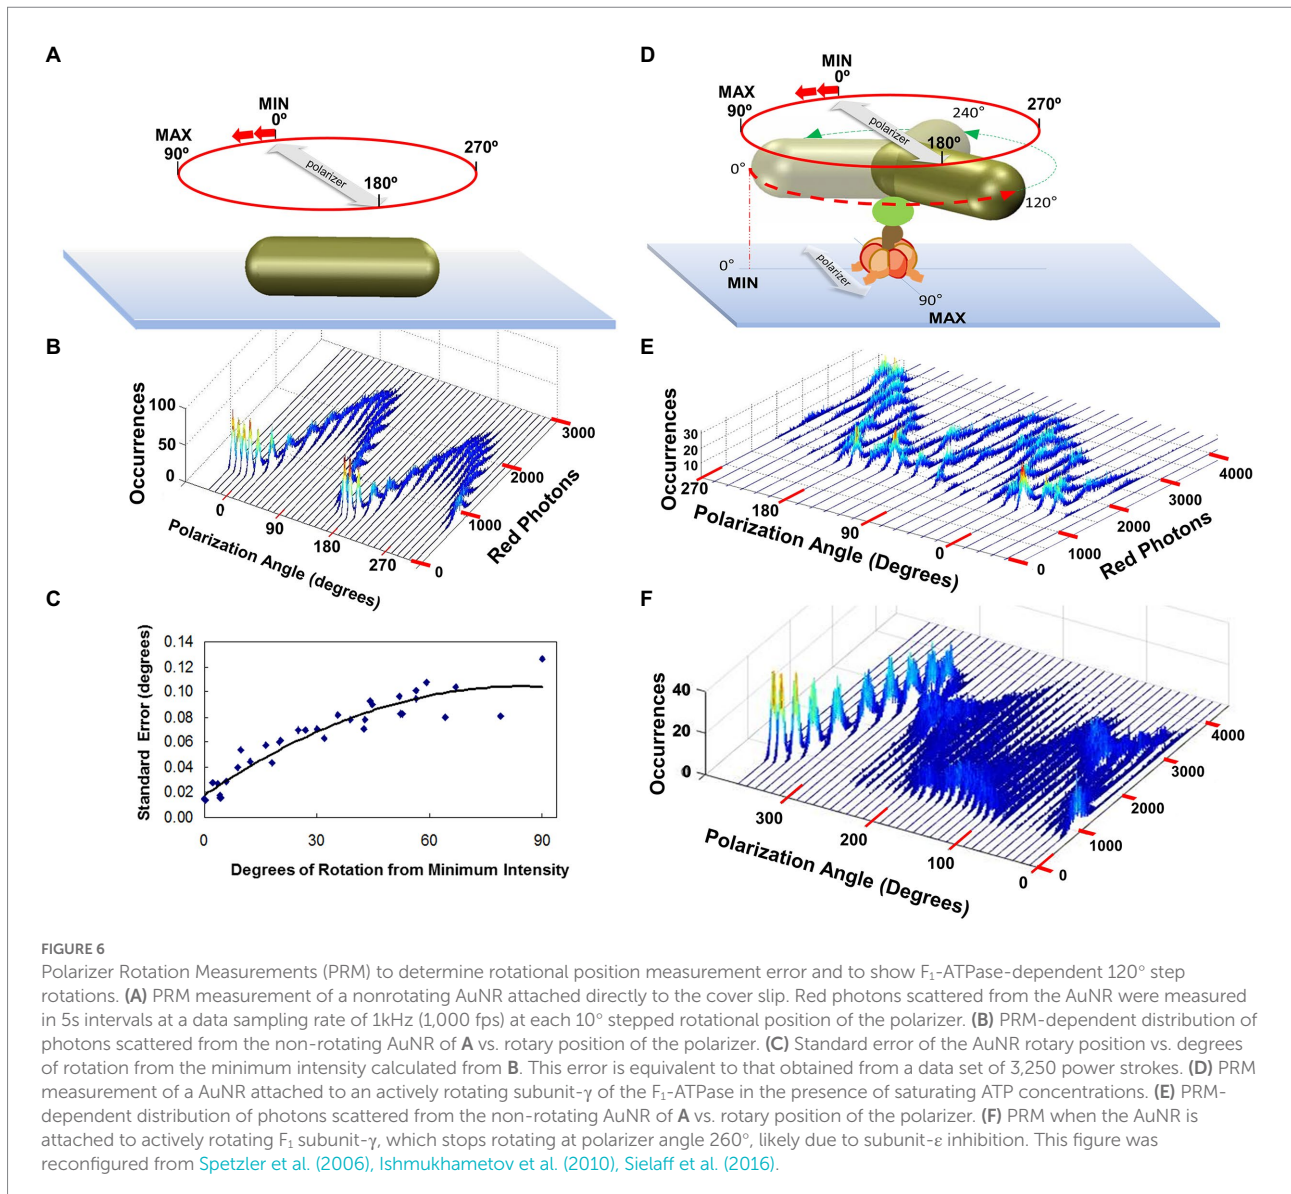 A
MIN
0º
MAX
90º
270º
polarizer
180º
B
Occurrences
100
50
0
0
90
180
270
Polarization Angle (degrees)
0
1000
2000
3000
Red Photons
C
Standard Error (degrees)
0.14
0.12
0.10
0.08
0.06
0.04
0.02
0.00
0
30
60
90
Degrees of Rotation from Minimum Intensity
D
MIN
0º
MAX
90º
270º
240°
polarizer
180º
0°
120°
polarizer
0°
MIN
90°
MAX
E
Occurrences
30
20
10
270
180
90
0
Polarization Angle (Degrees)
0
1000
2000
3000
4000
Red Photons
F
Occurrences
40
20
0
300
200
100
0
Polarization Angle (Degrees)
0
1000
2000
3000
4000
FIGURE 6
Polarizer Rotation Measurements (PRM) to determine rotational position measurement error and to show F₁-ATPase-dependent 120° step
rotations. (A) PRM measurement of a nonrotating AuNR attached directly to the cover slip. Red photons scattered from the AuNR were measured
in 5s intervals at a data sampling rate of 1kHz (1,000 fps) at each 10° stepped rotational position of the polarizer. (B) PRM-dependent distribution of
photons scattered from the non-rotating AuNR of A vs. rotary position of the polarizer. (C) Standard error of the AuNR rotary position vs. degrees
of rotation from the minimum intensity calculated from B. This error is equivalent to that obtained from a data set of 3,250 power strokes. (D) PRM
measurement of a AuNR attached to an actively rotating subunit-γ of the F₁-ATPase in the presence of saturating ATP concentrations. (E) PRM-
dependent distribution of photons scattered from the non-rotating AuNR of A vs. rotary position of the polarizer. (F) PRM when the AuNR is
attached to actively rotating F₁ subunit-γ, which stops rotating at polarizer angle 260°, likely due to subunit-ε inhibition. This figure was
reconfigured from Spetzler et al. (2006), Ishmukhametov et al. (2010), Sielaff et al. (2016).